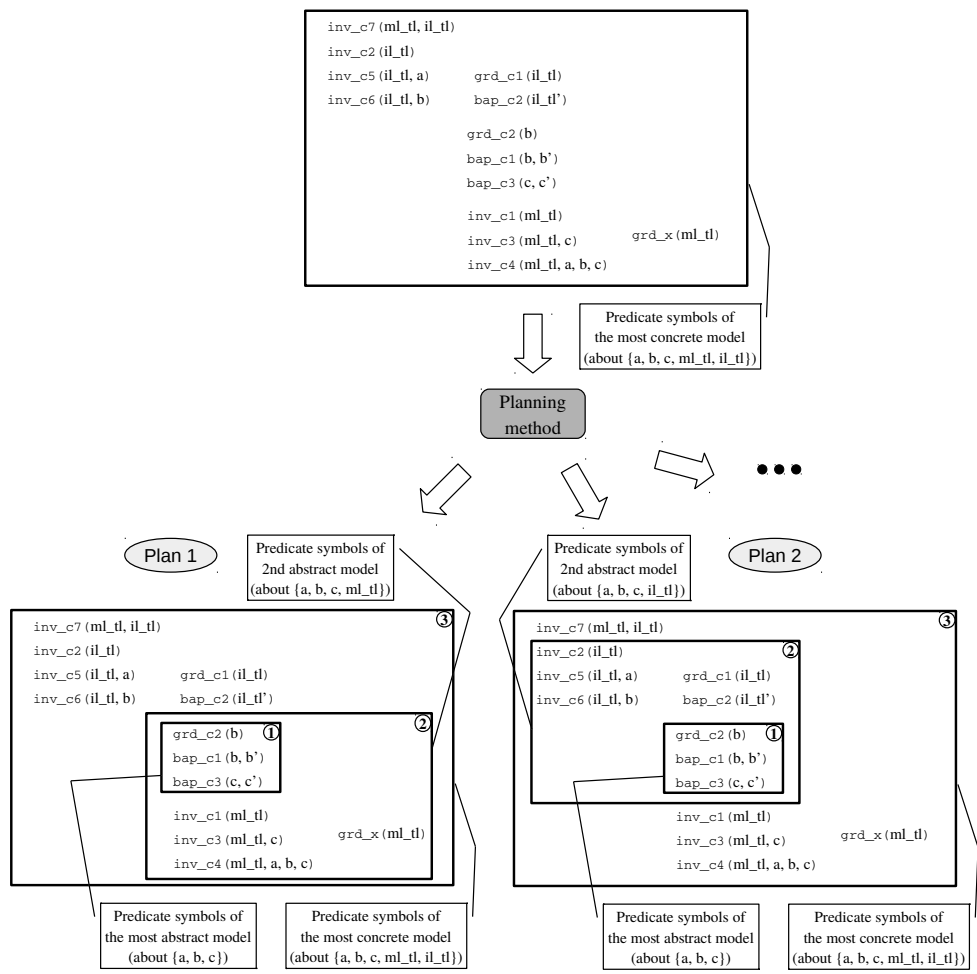 inv_c7(ml_tl, il_tl)
inv_c2(il_tl)
inv_c5(il_tl, a) grd_c1(il_tl)
inv_c6(il_tl, b) bap_c2(il_tl’)
grd_c2(b)
bap_c1(b, b’)
bap_c3(c, c’)
inv_c1(ml_tl)
inv_c3(ml_tl, c) grd_x(ml_tl)
inv_c4(ml_tl, a, b, c)
Predicate symbols of
the most concrete model
(about {a, b, c, ml_tl, il_tl})
Planning
method
Plan 1
Predicate symbols of
2nd abstract model
(about {a, b, c, ml_tl})
Predicate symbols of
2nd abstract model
(about {a, b, c, il_tl})
Plan 2
3
inv_c7(ml_tl, il_tl)
inv_c2(il_tl)
inv_c5(il_tl, a) grd_c1(il_tl)
inv_c6(il_tl, b) bap_c2(il_tl’)
2
1
grd_c2(b)
bap_c1(b, b’)
bap_c3(c, c’)
inv_c1(ml_tl)
inv_c3(ml_tl, c) grd_x(ml_tl)
inv_c4(ml_tl, a, b, c)
Predicate symbols of
the most abstract model
(about {a, b, c})
Predicate symbols of
the most concrete model
(about {a, b, c, ml_tl, il_tl})
3
inv_c7(ml_tl, il_tl)
2
inv_c2(il_tl)
inv_c5(il_tl, a) grd_c1(il_tl)
inv_c6(il_tl, b) bap_c2(il_tl’)
1
grd_c2(b)
bap_c1(b, b’)
bap_c3(c, c’)
inv_c1(ml_tl)
inv_c3(ml_tl, c) grd_x(ml_tl)
inv_c4(ml_tl, a, b, c)
Predicate symbols of
the most abstract model
(about {a, b, c})
Predicate symbols of
the most concrete model
(about {a, b, c, ml_tl, il_tl})